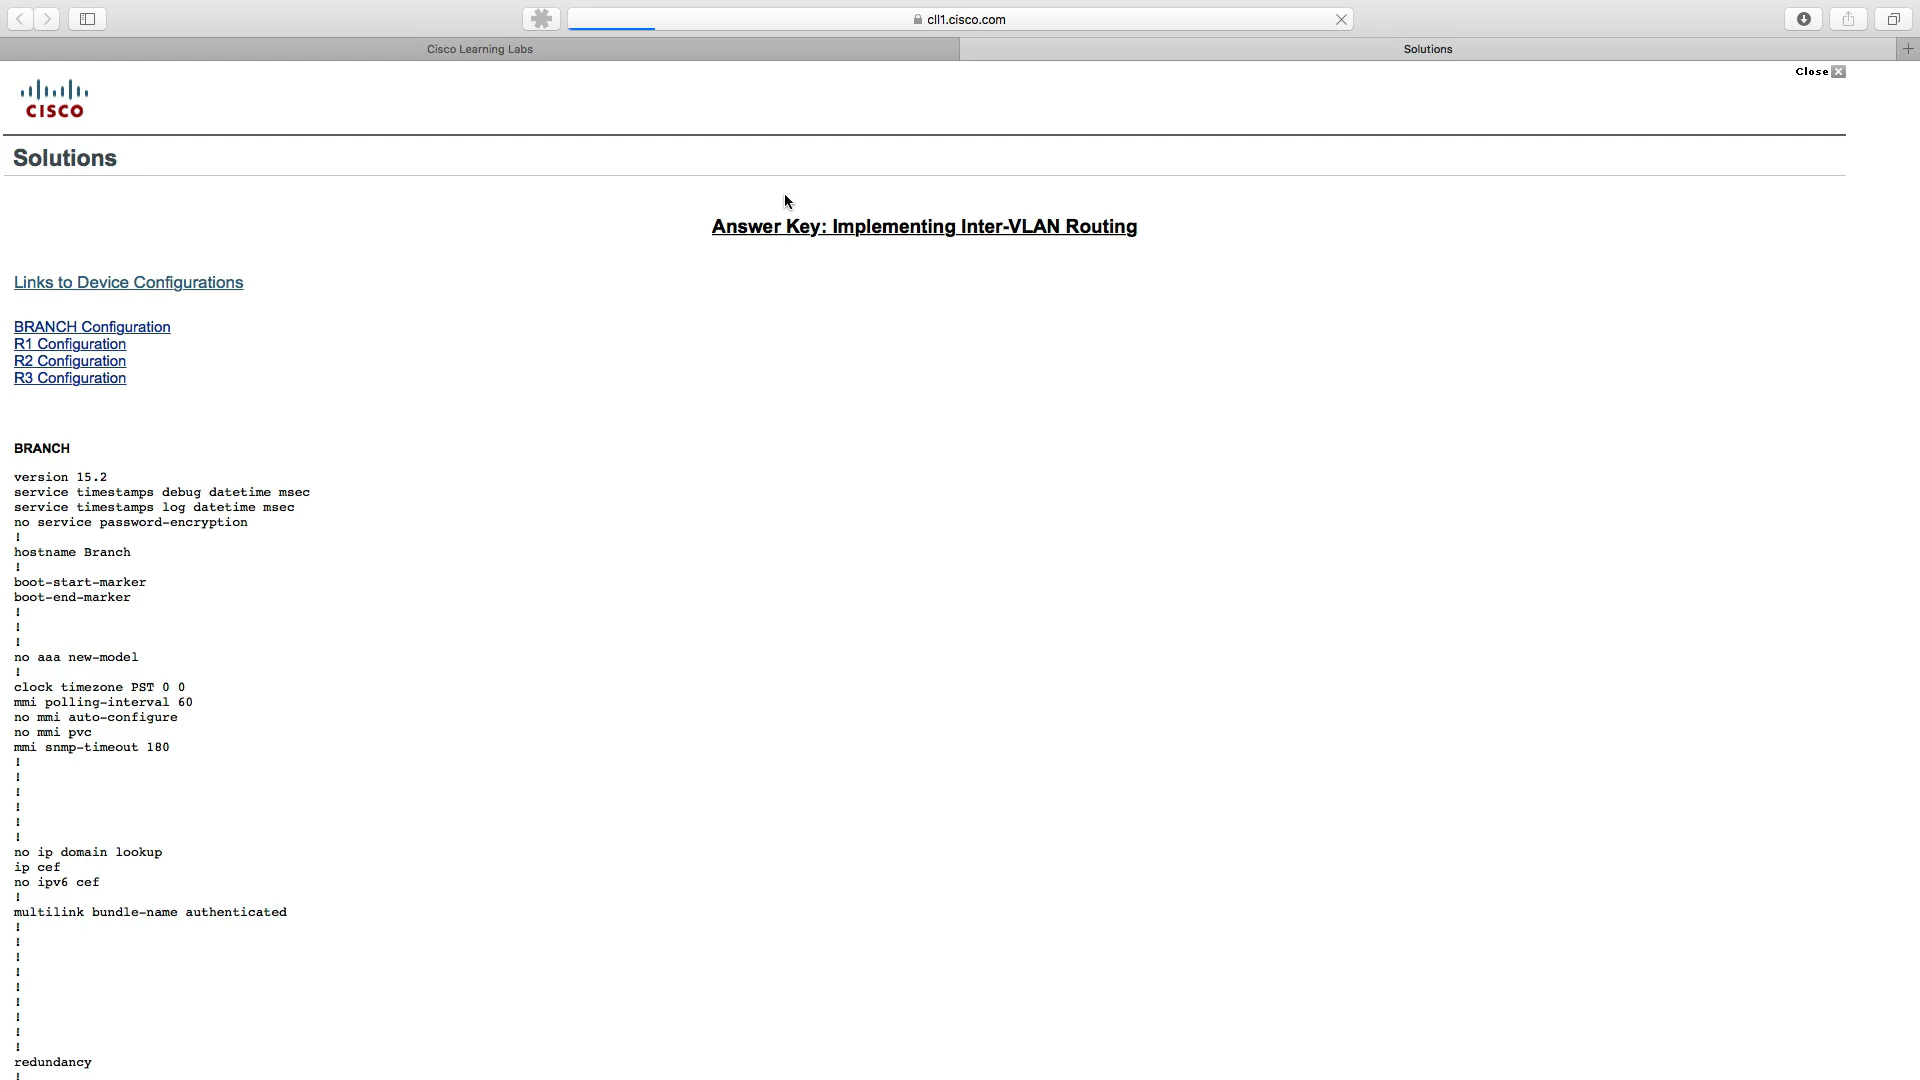 cll1.cisco.com
Cisco Learning Labs
Solutions
Close
CISCO
Solutions
Answer Key: Implementing Inter-VLAN Routing
Links to Device Configurations
BRANCH Configuration
R1 Configuration
R2 Configuration
R3 Configuration
BRANCH
version 15.2
service timestamps debug datetime msec
service timestamps log datetime msec
no service password-encryption
!
hostname Branch
!
boot-start-marker
boot-end-marker
!
!
!
no aaa new-model
!
clock timezone PST 0 0
mmi polling-interval 60
no mmi auto-configure
no mmi pvc
mmi snmp-timeout 180
!
!
!
!
!
!
no ip domain lookup
ip cef
no ipv6 cef
!
multilink bundle-name authenticated
!
!
!
!
!
!
!
!
!
redundancy
!